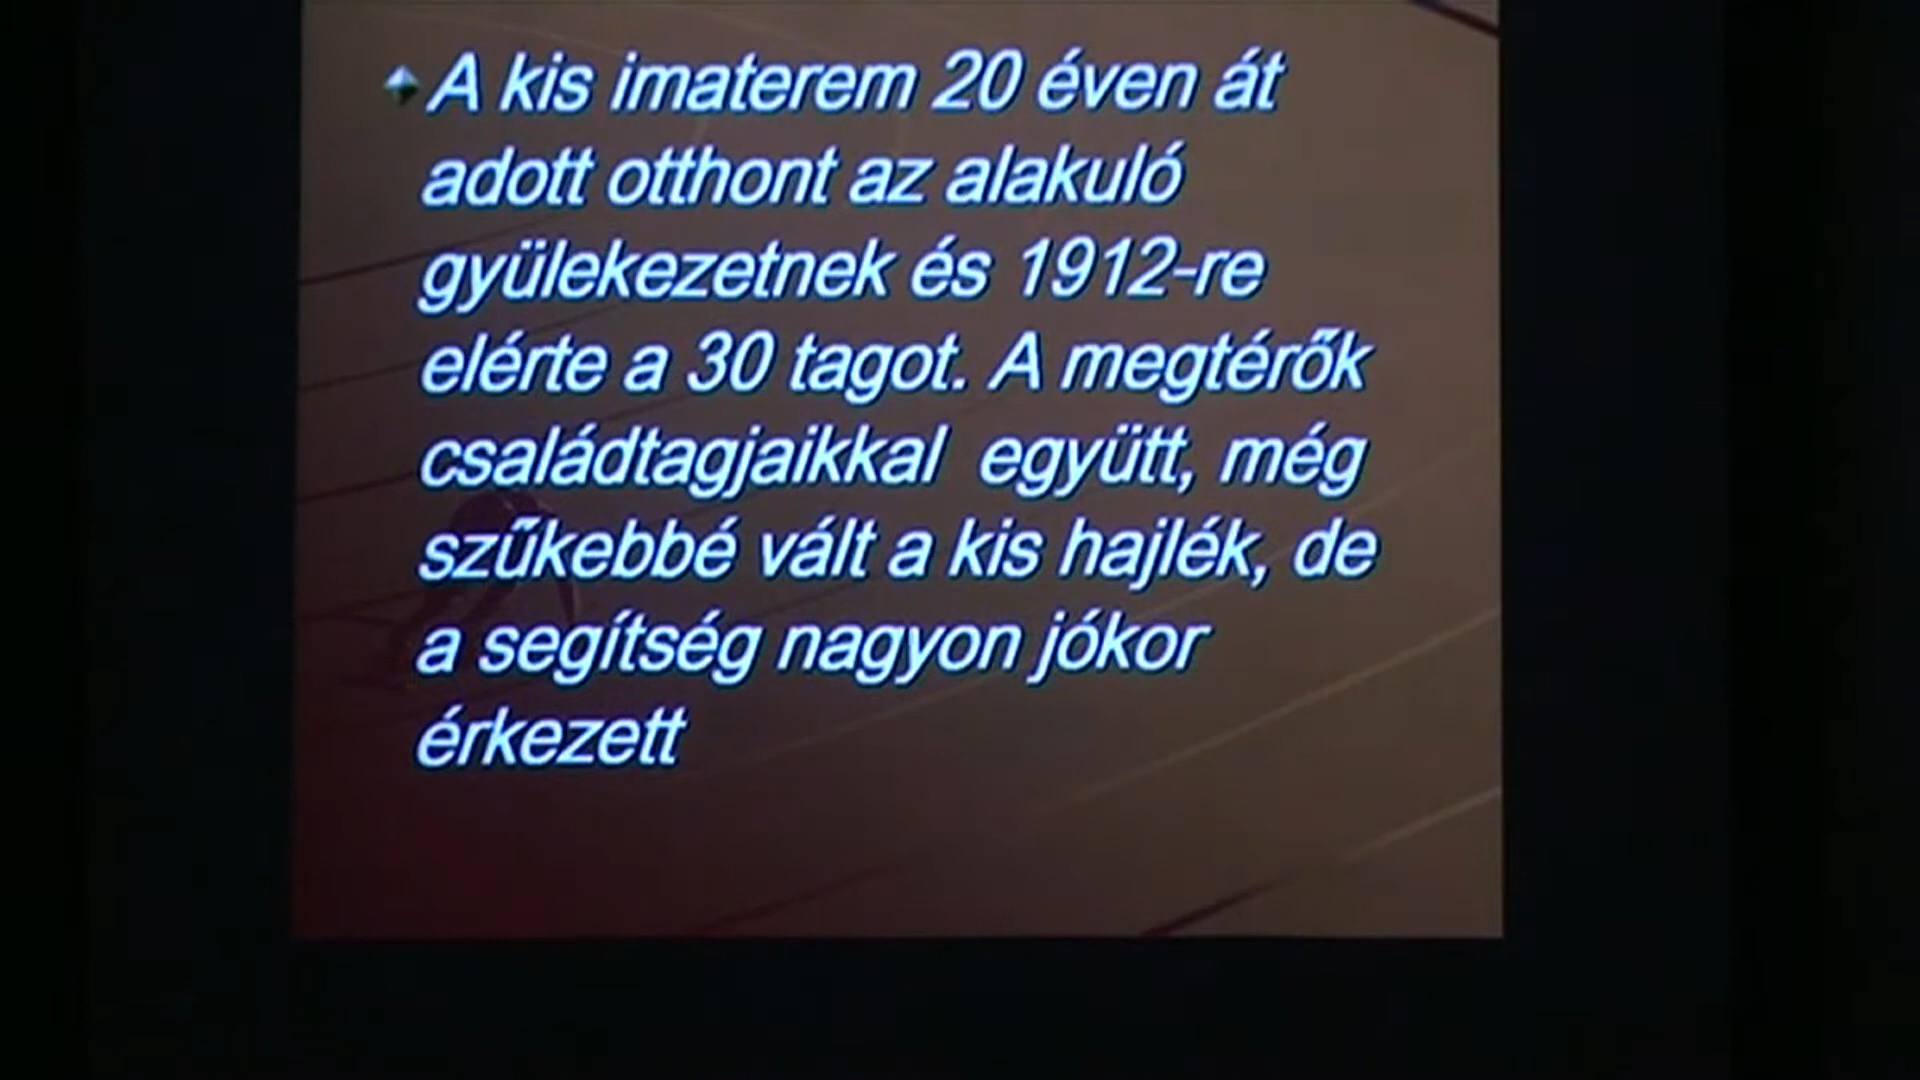 A kis imaterem 20 éven át
adott otthont az alakuló
gyülekezetnek és 1912-re
elérte a 30 tagot. A megtérők
családtagjaikkal együtt, még
szűkebbé vált a kis hajlék, de
a segítség nagyon jókor
érkezett